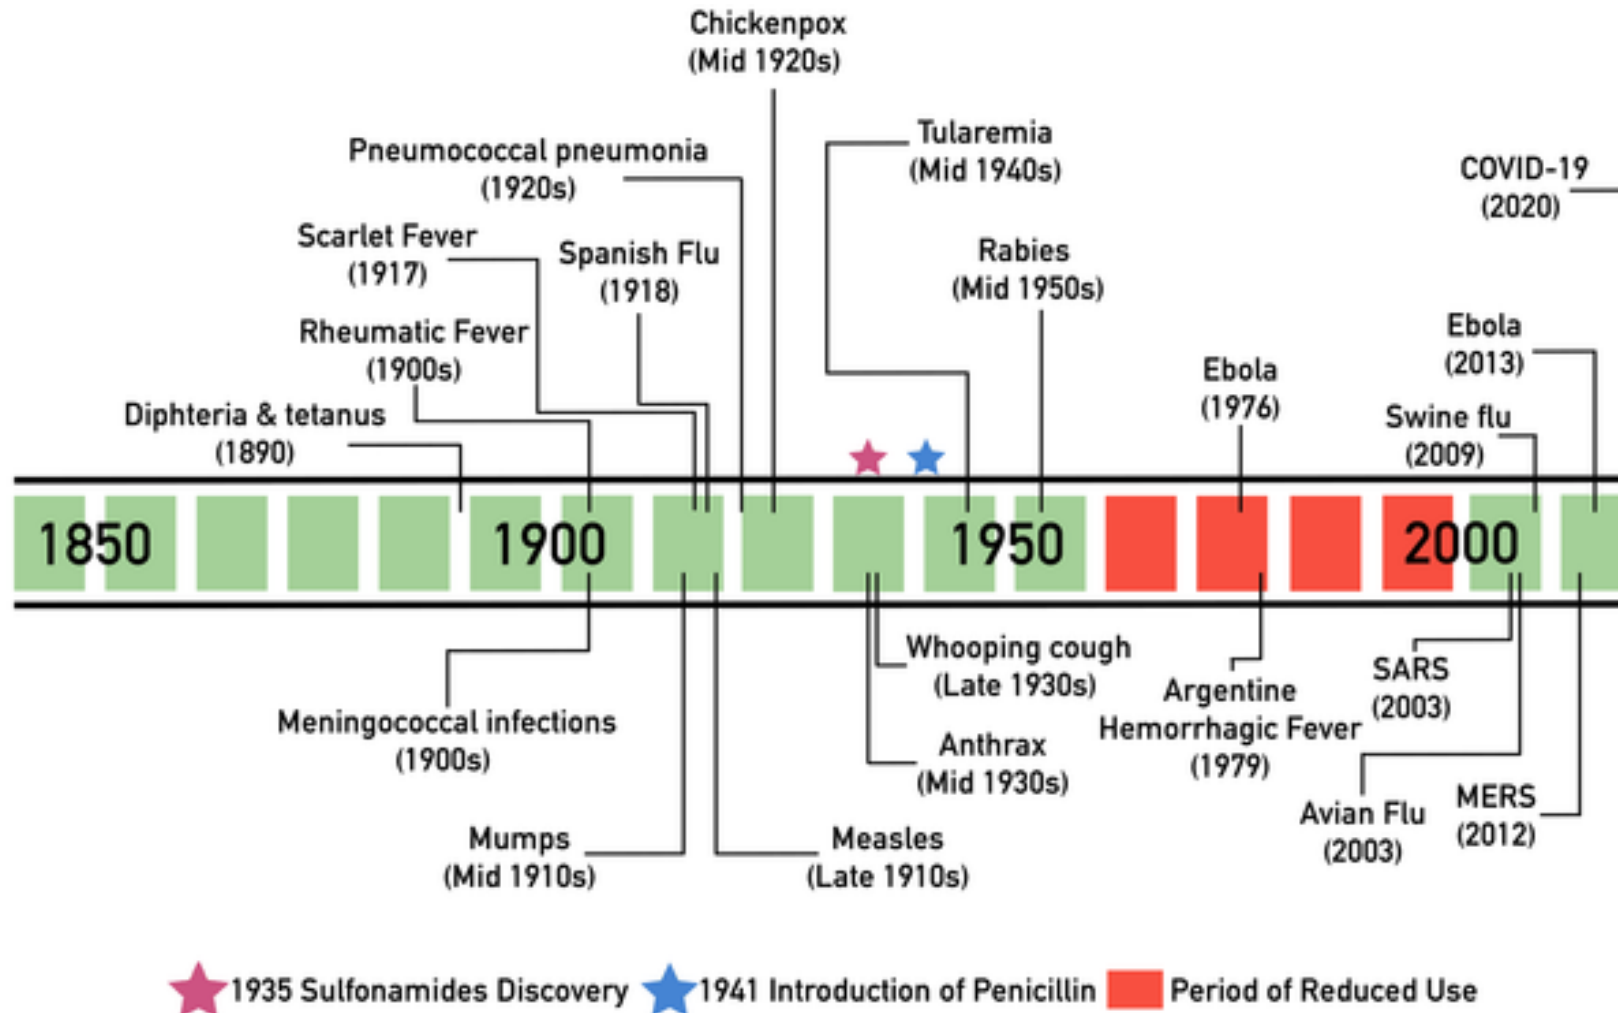 Chickenpox
(Mid 1920s)
Tularemia
(Mid 1940s)
Pneumococcal pneumonia
(1920s)
COVID-19
(2020)
Scarlet Fever
(1917)
Spanish Flu
(1918)
Rabies
(Mid 1950s)
Rheumatic Fever
(1900s)
Ebola
(2013)
Ebola
(1976)
Diphteria & tetanus
(1890)
Swine flu
(2009)
1850
1900
1950
2000
Whooping cough
(Late 1930s)
SARS
(2003)
Argentine
Hemorrhagic Fever
(1979)
Meningococcal infections
(1900s)
Anthrax
(Mid 1930s)
MERS
(2012)
Avian Flu
(2003)
Mumps
(Mid 1910s)
Measles
(Late 1910s)
1935 Sulfonamides Discovery
1941 Introduction of Penicillin
Period of Reduced Use